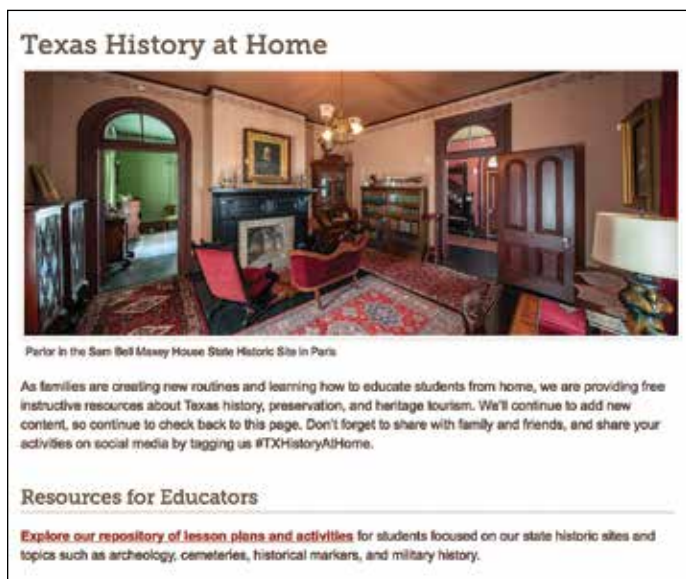 Texas History at Home
Parlor in the Sam Bell Maxey House State Historic Site in Paris
As families are creating new routines and learning how to educate students from home, we are providing free
instructive resources about Texas history, preservation, and heritage tourism. We'll continue to add new
content, so continue to check back to this page. Don't forget to share with family and friends, and share your
activities on social media by tagging us #TXHistoryAtHome.
Resources for Educators
Explore our repository of lesson plans and activities for students focused on our state historic sites and
topics such as archeology, cemeteries, historical markers, and military history.